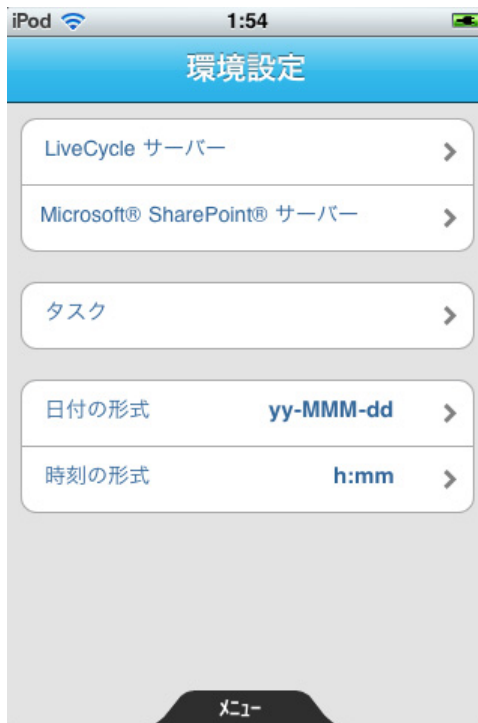 iPod 1:54
環境設定
LiveCycle サーバー
Microsoft® SharePoint® サーバー
タスク
日付の形式 yy-MMM-dd
時刻の形式 h:mm
ﾒﾆｭｰ